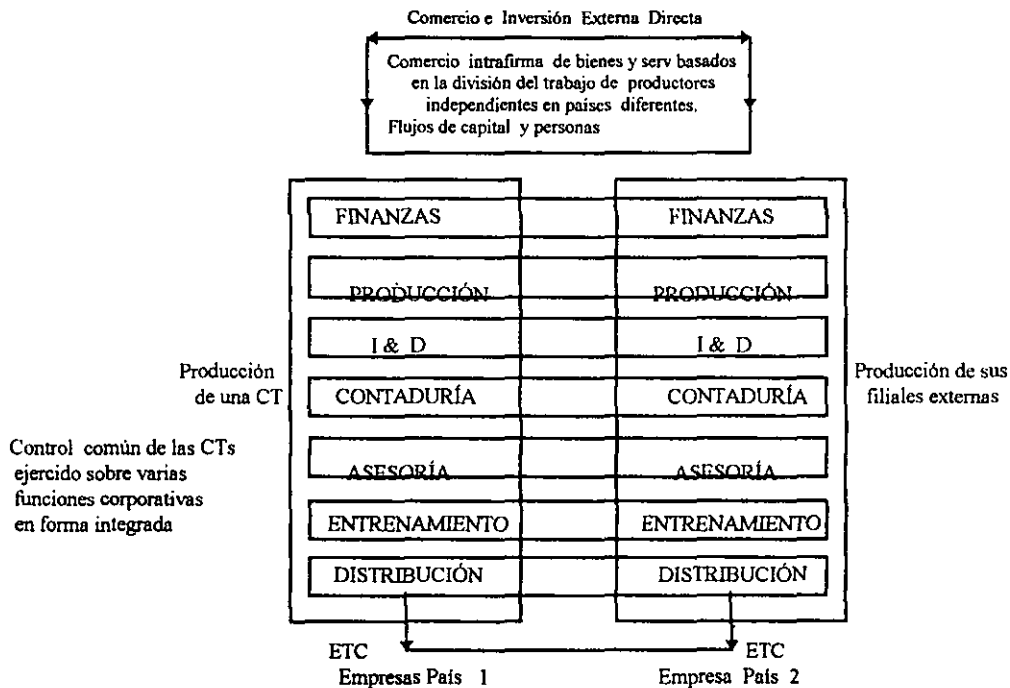 Comercio e Inversión Externa Directa
Comercio intrafirma de bienes y serv basados
en la división del trabajo de productores
independientes en países diferentes.
Flujos de capital y personas
FINANZAS FINANZAS
PRODUCCIÓN PRODUCCIÓN
I & D I & D
Producción
de una CT
Producción de sus
filiales externas
CONTADURÍA CONTADURÍA
Control común de las CTs
ejercido sobre varias
funciones corporativas
en forma integrada
ASESORÍA ASESORÍA
ENTRENAMIENTO ENTRENAMIENTO
DISTRIBUCIÓN DISTRIBUCIÓN
ETC ETC
Empresas País 1 Empresa País 2